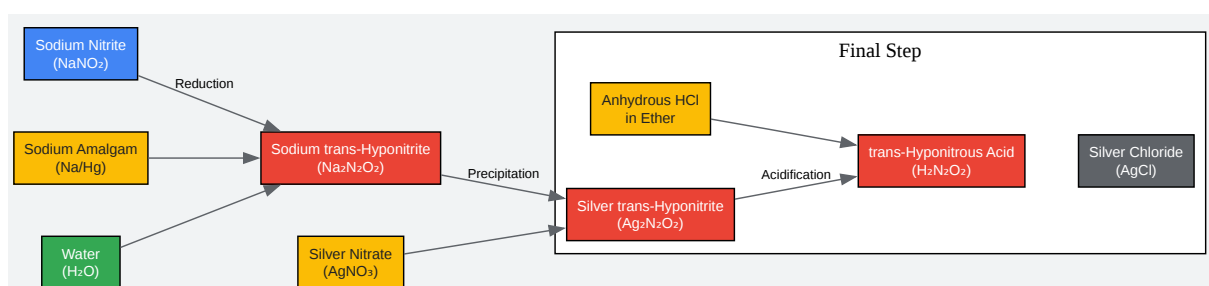 Sodium Nitrite
(NaNO₂)
Reduction
Sodium Amalgam
(Na/Hg)
Water
(H₂O)
Sodium trans-Hyponitrite
(Na₂N₂O₂)
Precipitation
Silver Nitrate
(AgNO₃)
Final Step
Anhydrous HCl
in Ether
Silver trans-Hyponitrite
(Ag₂N₂O₂)
Acidification
trans-Hyponitrous Acid
(H₂N₂O₂)
Silver Chloride
(AgCl)